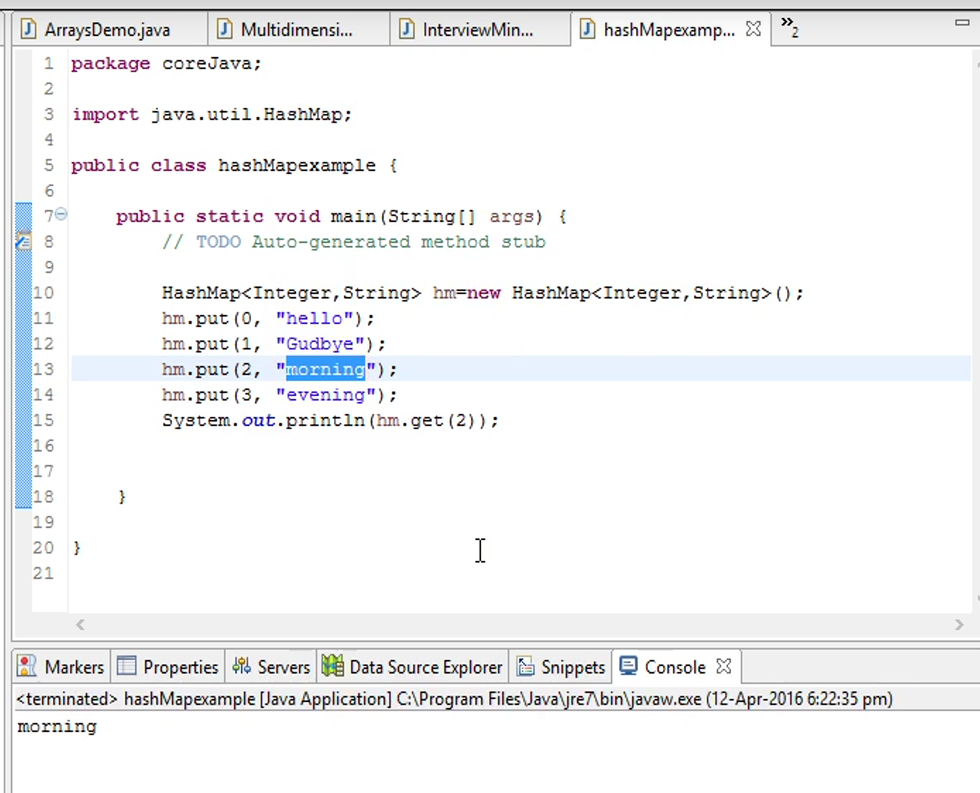 ArraysDemo.java Multidimensi... InterviewMin... hashMapexamp... »2
1 package coreJava;
2
3 import java.util.HashMap;
4
5 public class hashMapexample {
6
7 public static void main(String[] args) {
8 // TODO Auto-generated method stub
9
10 HashMap<Integer,String> hm=new HashMap<Integer,String>();
11 hm.put(0, "hello");
12 hm.put(1, "Gudbye");
13 hm.put(2, "morning");
14 hm.put(3, "evening");
15 System.out.println(hm.get(2));
16
17
18 }
19
20 }
21
Markers Properties Servers Data Source Explorer Snippets Console
<terminated> hashMapexample [Java Application] C:\Program Files\Java\jre7\bin\javaw.exe (12-Apr-2016 6:22:35 pm)
morning